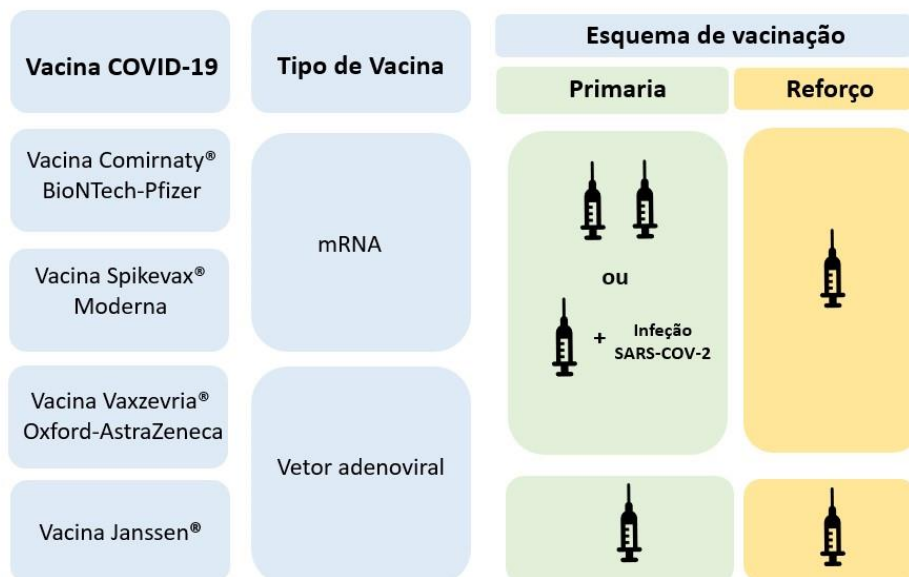 Vacina COVID-19
Tipo de Vacina
Esquema de vacinação
Primaria
Reforço
Vacina Comirnaty®
BioNTech-Pfizer
mRNA
Vacina Spikevax®
Moderna
ou
+ Infeção
SARS-COV-2
Vacina Vaxzevria®
Oxford-AstraZeneca
Vetor adenoviral
Vacina Janssen®